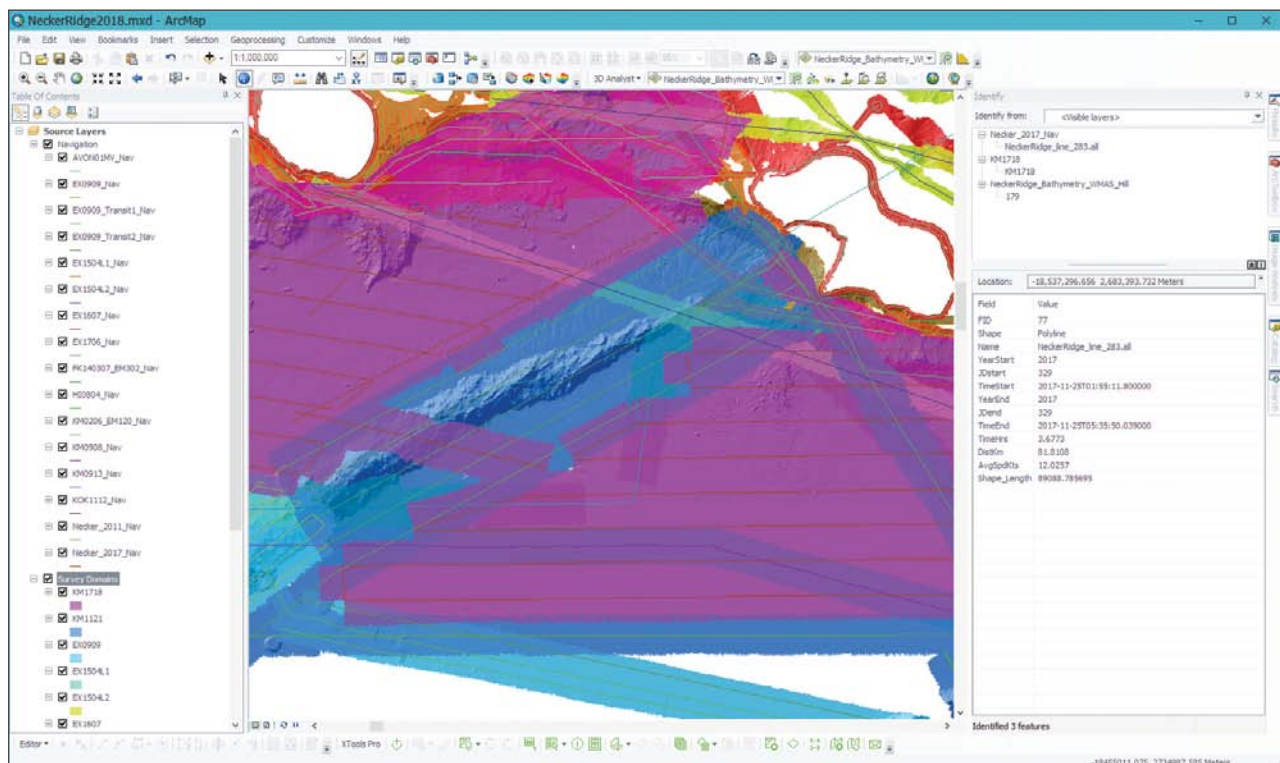 NeckerRidge2018.mxd - ArcMap
File Edit View Bookmarks Insert Selection Geoprocessing Customize Windows Help
1:1,000,000
3D Analyst
Table Of Contents
Source Layers
Navigation
AVON01MV_Nav
EX0909_Nav
EX0909_Transit1_Nav
EX0909_Transit2_Nav
EX1504L1_Nav
EX1504L2_Nav
EX1607_Nav
EX1706_Nav
FK140307_EM302_Nav
KM0206_EM120_Nav
KM0908_Nav
KM0913_Nav
KOK1112_Nav
Necker_2011_Nav
Necker_2017_Nav
Survey Domains
KM1718
KM1121
EX0909
EX1504L1
EX1504L2
EX1607
Editor
XTools Pro
Identify
Identify from: <Visible layers>
Necker_2017_Nav
NeckerRidge_line_283.all
KM1718
KM1718
NeckerRidge_Bathymetry_WMAS_Hill
179
Location: -18,537,296.656 2,683,393.732 Meters
Field Value
FID 77
Shape Polyline
Name NeckerRidge_line_283.all
YearStart 2017
JDstart 329
TimeStart 2017-11-25T01:55:11.800000
YearEnd 2017
JDend 329
TimeEnd 2017-11-25T05:35:50.039000
TimeHrs 3.6773
DistKm 81.8108
AvgSpdKts 12.0257
Shape_Length 89088.785695
Identified 3 features